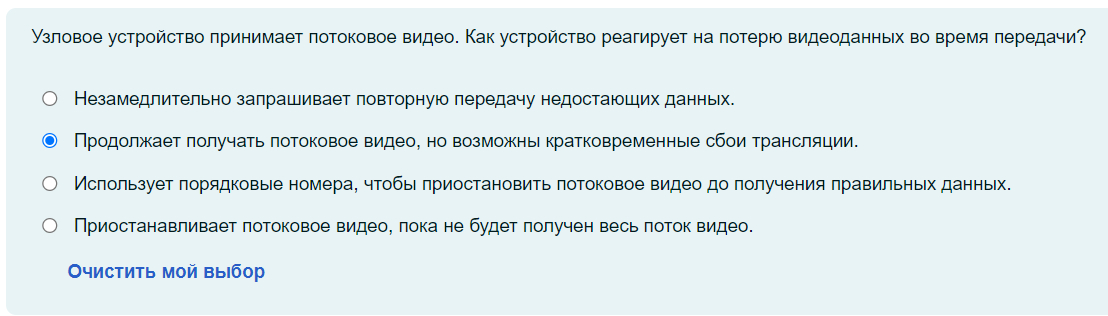 Узловое устройство принимает потоковое видео. Как устройство реагирует на потерю видеоданных во время передачи?
Незамедлительно запрашивает повторную передачу недостающих данных.
Продолжает получать потоковое видео, но возможны кратковременные сбои трансляции.
Использует порядковые номера, чтобы приостановить потоковое видео до получения правильных данных.
Приостанавливает потоковое видео, пока не будет получен весь поток видео.
Очистить мой выбор